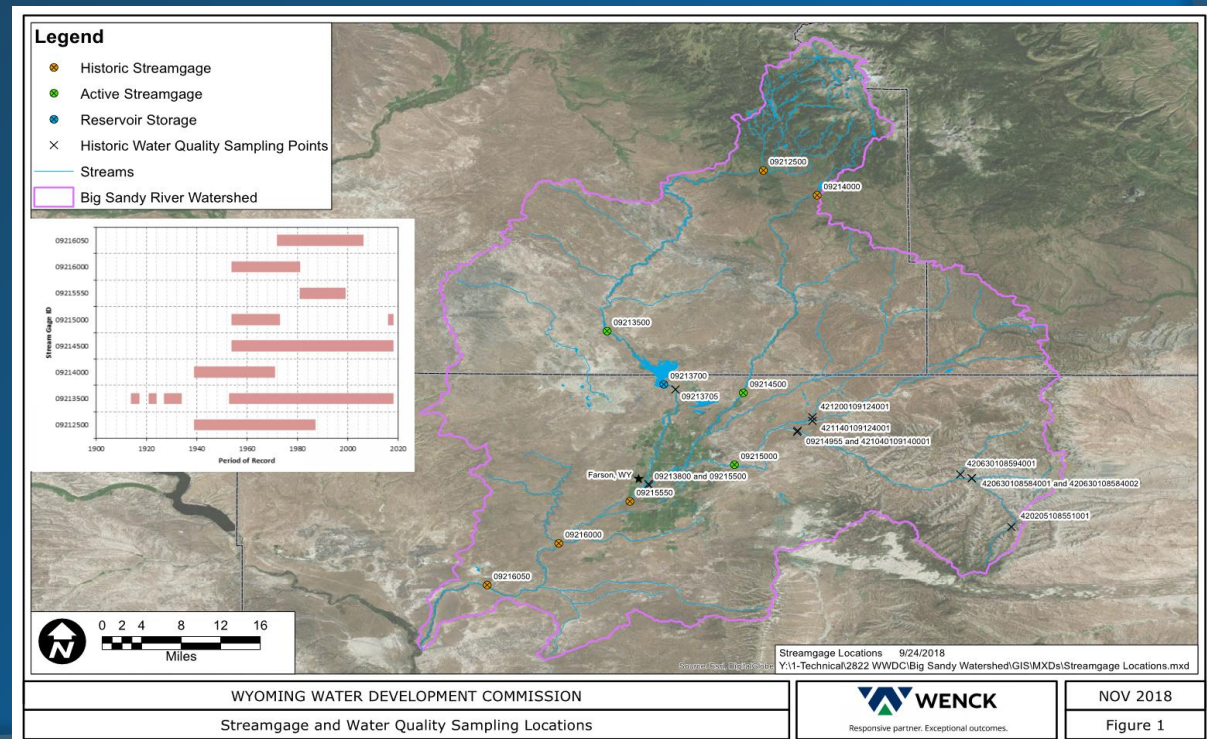 Legend
Historic Streamgage
Active Streamgage
Reservoir Storage
Historic Water Quality Sampling Points
Streams
Big Sandy River Watershed
09216050
09216000
09215550
09215000
09214500
09214000
09213500
09212500
Stream Gage ID
1900 1920 1940 1960 1980 2000 2020
Period of Record
09212500
09214000
09213500
09213700
09213705
09214500
421200109124001
421140109124001
09214955 and 421040109140001
09215000
420630108594001
Farson, WY
09213800 and 09215500
420630108584001 and 420630108584002
09215550
420205108551001
09216000
09216050
N
0 2 4 8 12 16
Miles
Source: Esri, DigitalGlobe
Streamgage Locations 9/24/2018
Y:\1-Technical\2822 WWDC\Big Sandy Watershed\GIS\MXDs\Streamgage Locations.mxd
WYOMING WATER DEVELOPMENT COMMISSION
Streamgage and Water Quality Sampling Locations
WENCK
Responsive partner. Exceptional outcomes.
NOV 2018
Figure 1